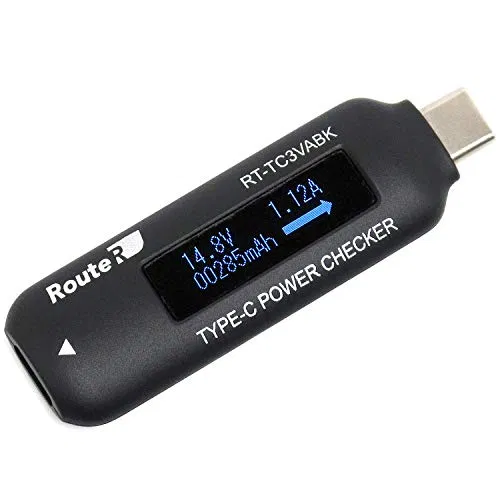 RT-TC3VABK
14.8V 1.12A
00285mAh
Route R
TYPE-C POWER CHECKER